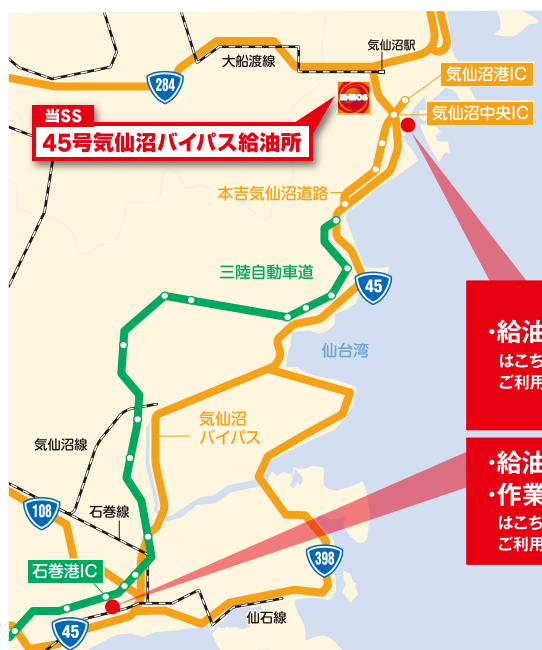 気仙沼駅
大船渡線
284
気仙沼港IC
ENEOS
気仙沼中央IC
当SS
45号気仙沼バイパス給油所
本吉気仙沼道路
三陸自動車道
45
・給油
はこち
ご利用
仙台湾
気仙沼
バイパス
気仙沼線
・給油
・作業
はこち
ご利用
108
石巻線
398
石巻港IC
仙石線
45